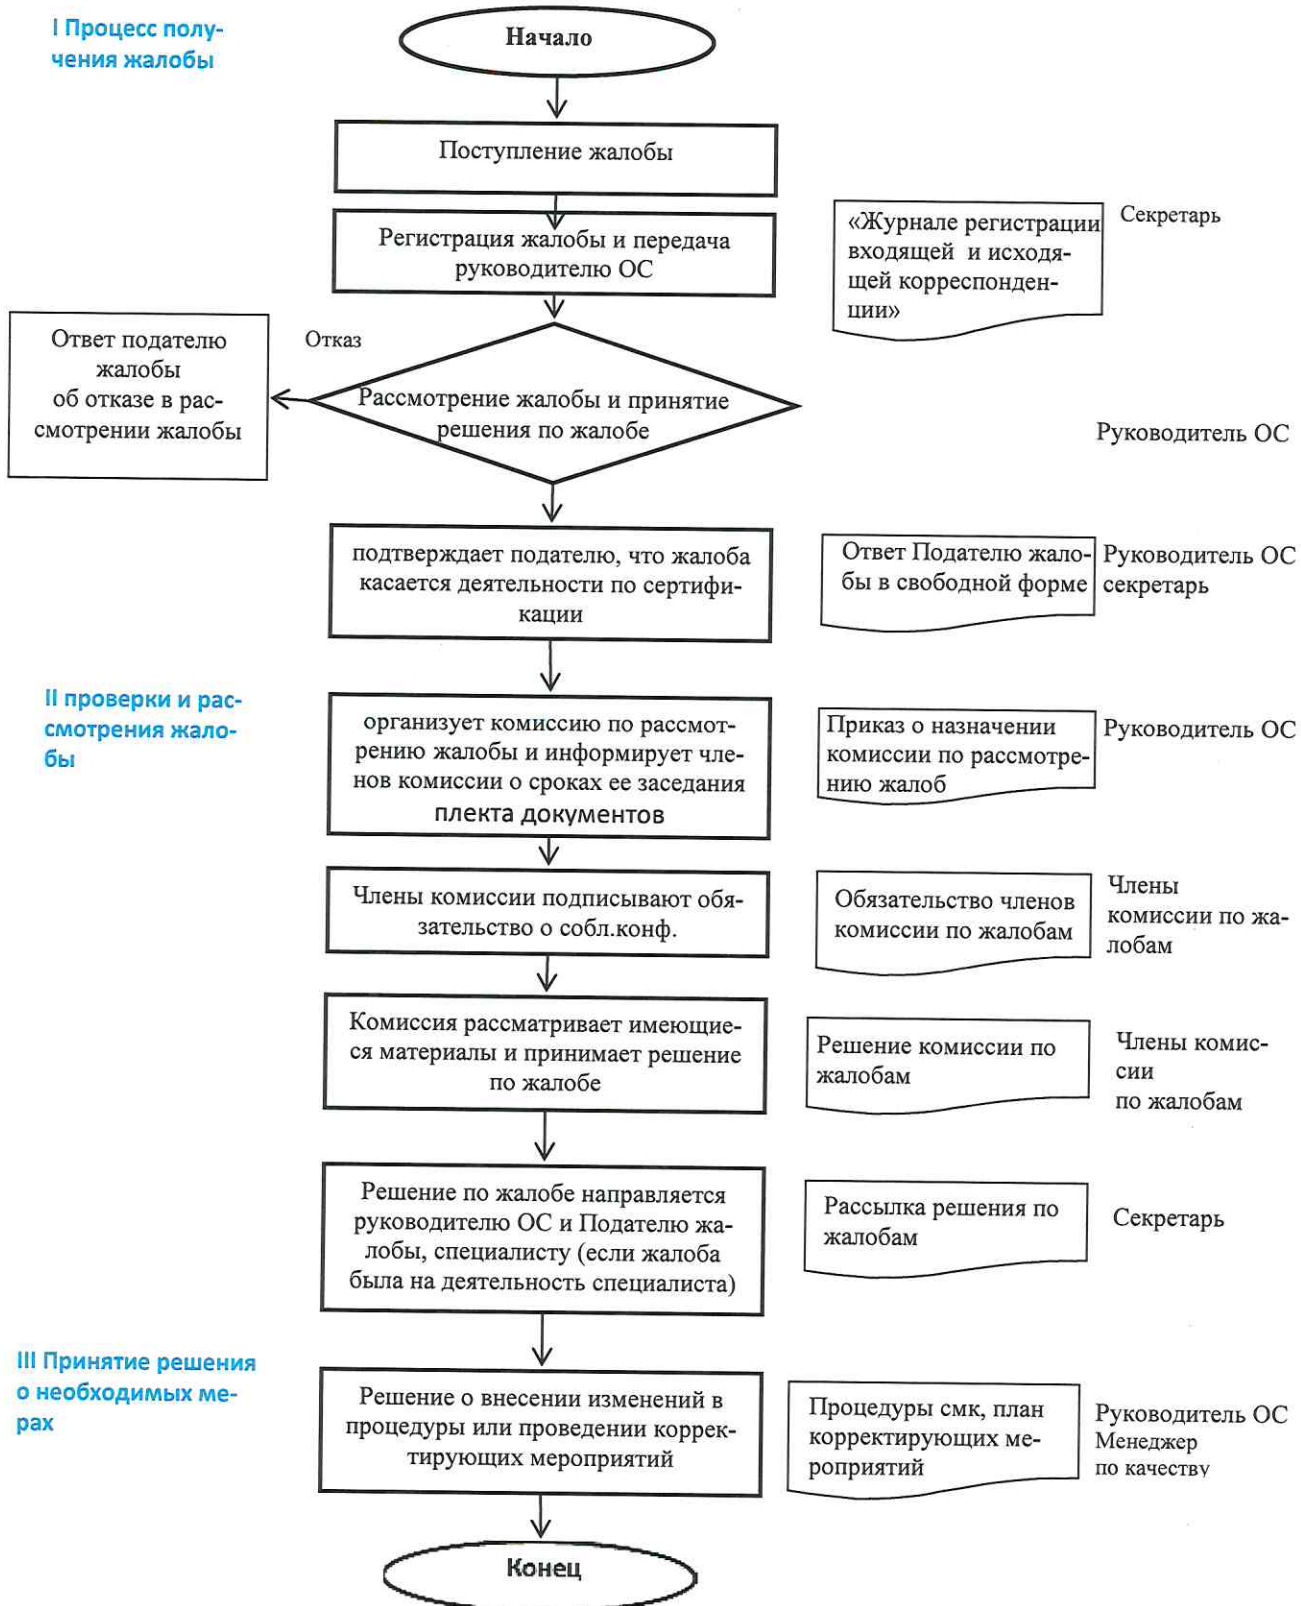 I Процесс полу-
чения жалобы
Начало
Поступление жалобы
Регистрация жалобы и передача
руководителю ОС
«Журнале регистрации
входящей и исходя-
щей корреспонден-
ции»
Секретарь
Ответ подателю
жалобы
об отказе в рас-
смотрении жалобы
Отказ
Рассмотрение жалобы и принятие
решения по жалобе
Руководитель ОС
подтверждает подателю, что жалоба
касается деятельности по сертифи-
кации
Ответ Подателю жало-
бы в свободной форме
Руководитель ОС
секретарь
II проверки и рас-
смотрения жало-
бы
организует комиссию по рассмот-
рению жалобы и информирует чле-
нов комиссии о сроках ее заседания
плекта документов
Приказ о назначении
комиссии по рассмотре-
нию жалоб
Руководитель ОС
Члены комиссии подписывают обя-
зательство о собл.конф.
Обязательство членов
комиссии по жалобам
Члены
комиссии по жа-
лобам
Комиссия рассматривает имеющие-
ся материалы и принимает решение
по жалобе
Решение комиссии по
жалобам
Члены комис-
сии
по жалобам
Решение по жалобе направляется
руководителю ОС и Подателю жа-
лобы, специалисту (если жалоба
была на деятельность специалиста)
Рассылка решения по
жалобам
Секретарь
III Принятие решения
о необходимых ме-
рах
Решение о внесении изменений в
процедуры или проведении коррек-
тирующих мероприятий
Процедуры смк, план
корректирующих ме-
роприятий
Руководитель ОС
Менеджер
по качеству
Конец